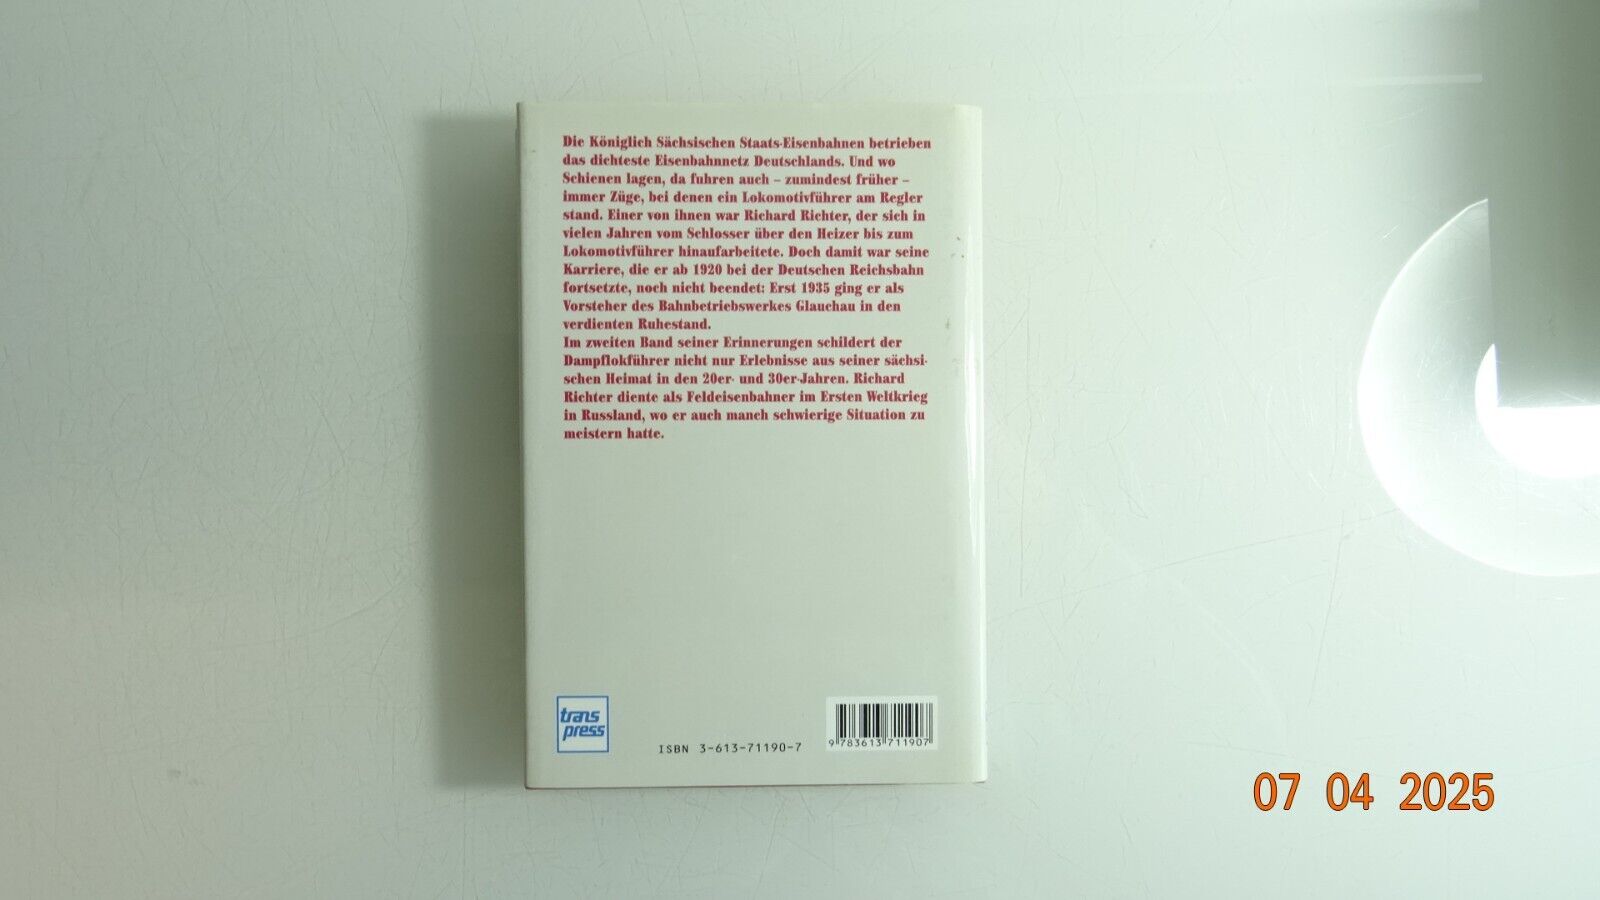 Die Königlich Sächsischen Staats-Eisenbahnen betrieben
das dichteste Eisenbahnnetz Deutschlands. Und wo
Schienen lagen, da fuhren auch – zumindest früher –
immer Züge, bei denen ein Lokomotivführer am Regler
stand. Einer von ihnen war Richard Richter, der sich in
vielen Jahren vom Schlosser über den Heizer bis zum
Lokomotivführer hinaufarbeitete. Doch damit war seine
Karriere, die er ab 1920 bei der Deutschen Reichsbahn
fortsetzte, noch nicht beendet: Erst 1935 ging er als
Vorsteher des Bahnbetriebswerkes Glauchau in den
verdienten Ruhestand.
Im zweiten Band seiner Erinnerungen schildert der
Dampflokführer nicht nur Erlebnisse aus seiner sächsi-
schen Heimat in den 20er- und 30er-Jahren. Richard
Richter diente als Feldeisenbahner im Ersten Weltkrieg
in Russland, wo er auch manch schwierige Situation zu
meistern hatte.
trans
press
ISBN 3-613-71190-7
9 783613 711907
07 04 2025